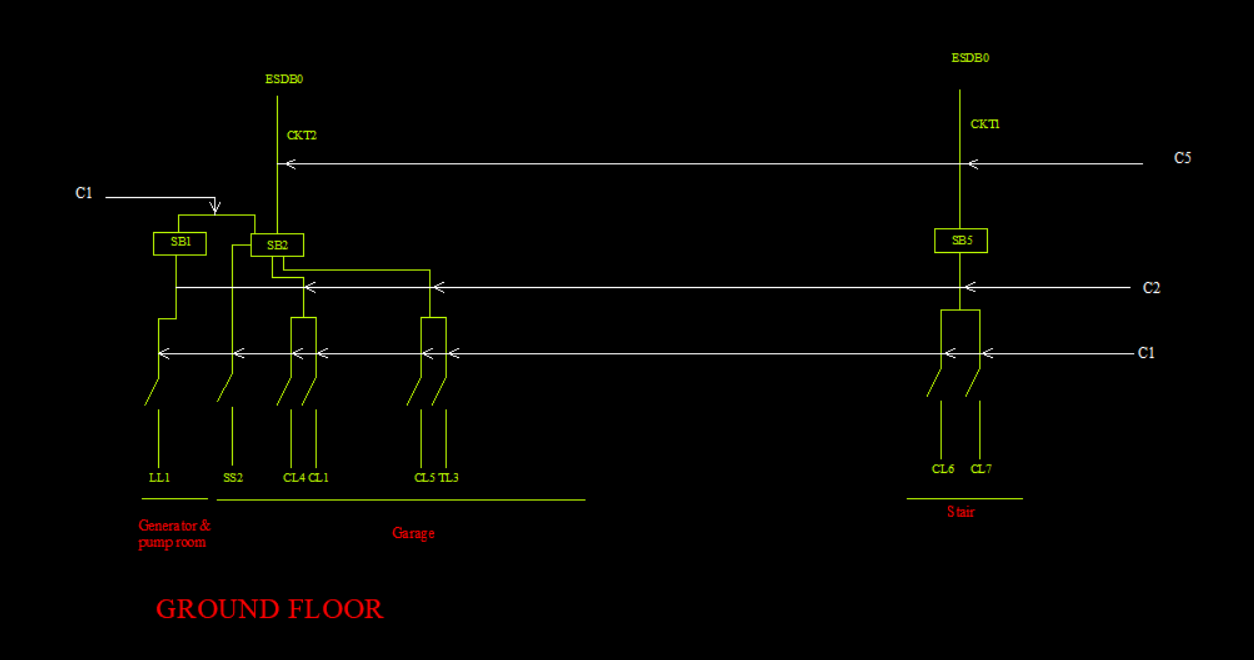 ESDB0
ESDB0
CKT2
CKT1
C5
C1
SB1
SB2
SB5
C2
C1
LL1
SS2
CL4 CL1
CL5 TL3
CL6
CL7
Generator &
pump room
Garage
Stair
GROUND FLOOR